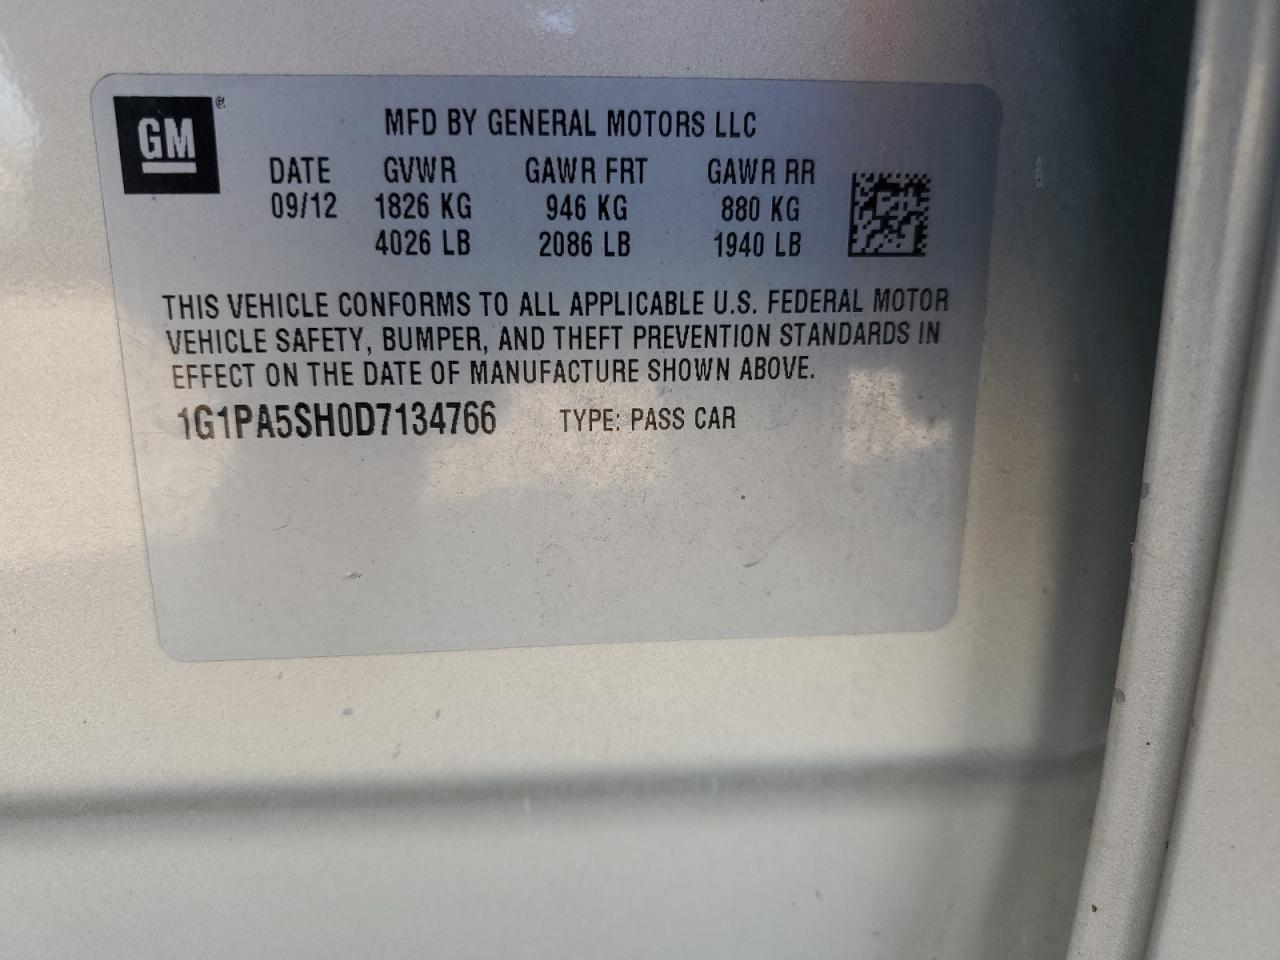 GM ®
MFD BY GENERAL MOTORS LLC
DATE GVWR GAWR FRT GAWR RR
09/12 1826 KG 946 KG 880 KG
4026 LB 2086 LB 1940 LB
THIS VEHICLE CONFORMS TO ALL APPLICABLE U.S. FEDERAL MOTOR
VEHICLE SAFETY, BUMPER, AND THEFT PREVENTION STANDARDS IN
EFFECT ON THE DATE OF MANUFACTURE SHOWN ABOVE.
1G1PA5SH0D7134766 TYPE: PASS CAR